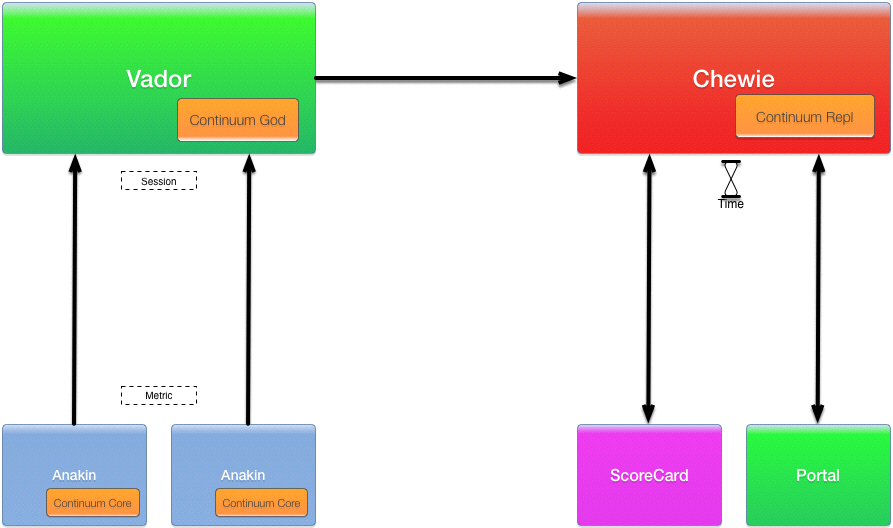 Vador
Continuum God
Chewie
Continuum Repl
Session
Time
Metric
Anakin
Continuum Core
Anakin
Continuum Core
ScoreCard
Portal